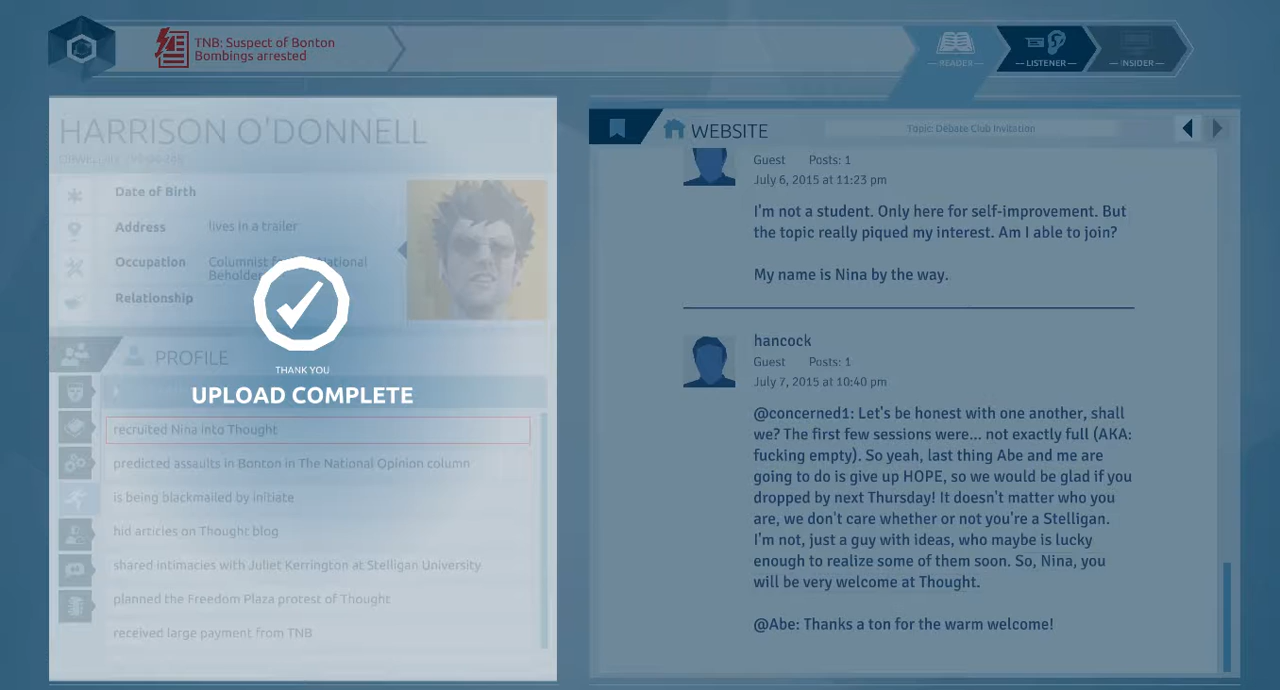 TNB: Suspect of Bonton
Bombings arrested
— READER —
— LISTENER —
— INSIDER —
HARRISON O'DONNELL
Date of Birth
Address lives in a trailer
Occupation Columnist National
Beholder
Relationship
PROFILE
THANK YOU
UPLOAD COMPLETE
recruited Nina into Thought
predicted assaults in Bonton in The National Opinion column
is being blackmailed by initiate
hid articles on Thought blog
shared intimacies with Juliet Kerrington at Stelligan University
planned the Freedom Plaza protest of Thought
received large payment from TNB
WEBSITE
Topic: Debate Club Invitation
Guest Posts: 1
July 6, 2015 at 11:23 pm
I'm not a student. Only here for self-improvement. But
the topic really piqued my interest. Am I able to join?
My name is Nina by the way.
hancock
Guest Posts: 1
July 7, 2015 at 10:40 pm
@concerned1: Let's be honest with one another, shall
we? The first few sessions were... not exactly full (AKA:
fucking empty). So yeah, last thing Abe and me are
going to do is give up HOPE, so we would be glad if you
dropped by next Thursday! It doesn't matter who you
are, we don't care whether or not you're a Stelligan.
I'm not, just a guy with ideas, who maybe is lucky
enough to realize some of them soon. So, Nina, you
will be very welcome at Thought.
@Abe: Thanks a ton for the warm welcome!